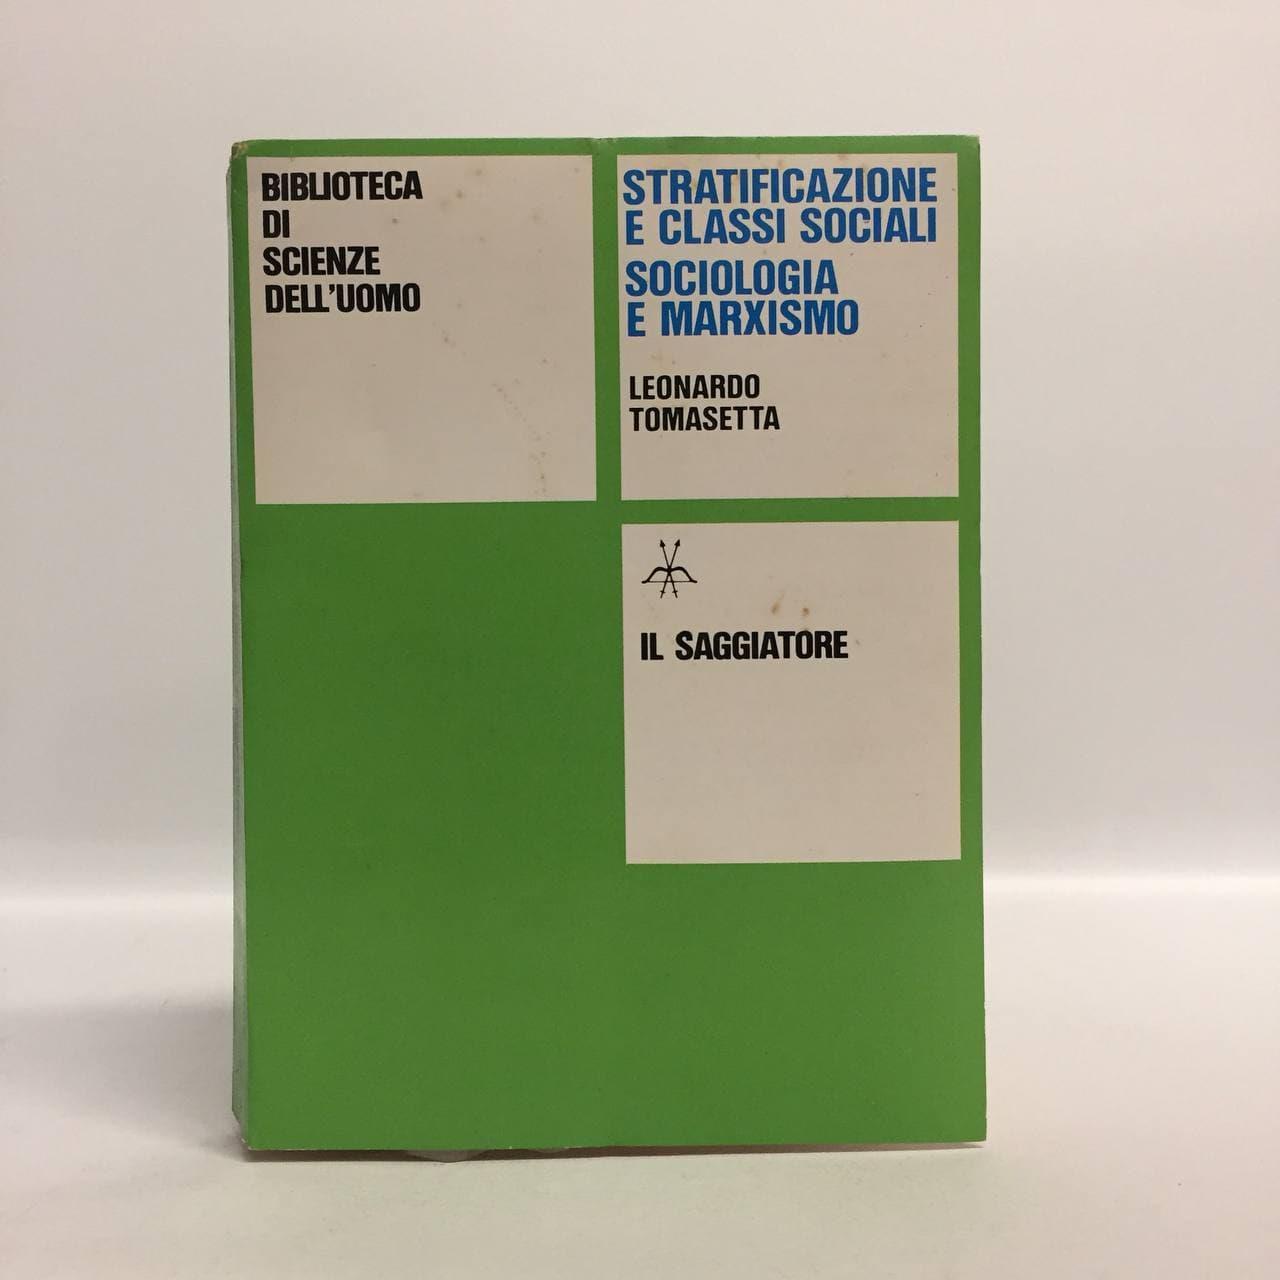 BIBLIOTECA
DI
SCIENZE
DELL'UOMO
STRATIFICAZIONE
E CLASSI SOCIALI
SOCIOLOGIA
E MARXISMO
LEONARDO
TOMASETTA
IL SAGGIATORE